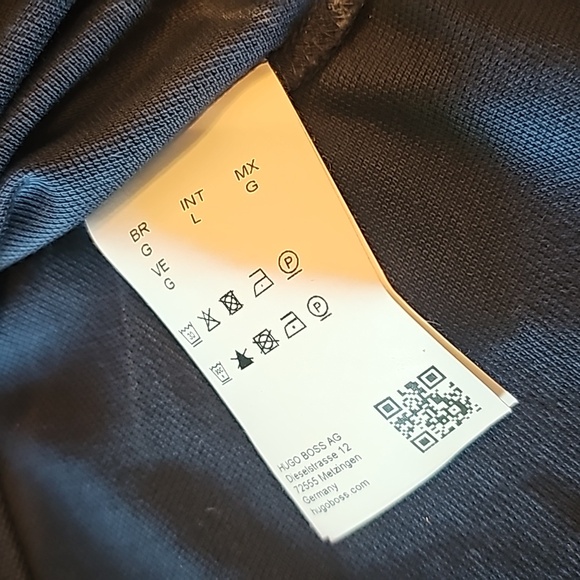 BR INT MX
G L G
VE
G
P
P
HUGO BOSS AG
Dieselstrasse 12
72555 Metzingen
Germany
hugoboss.com